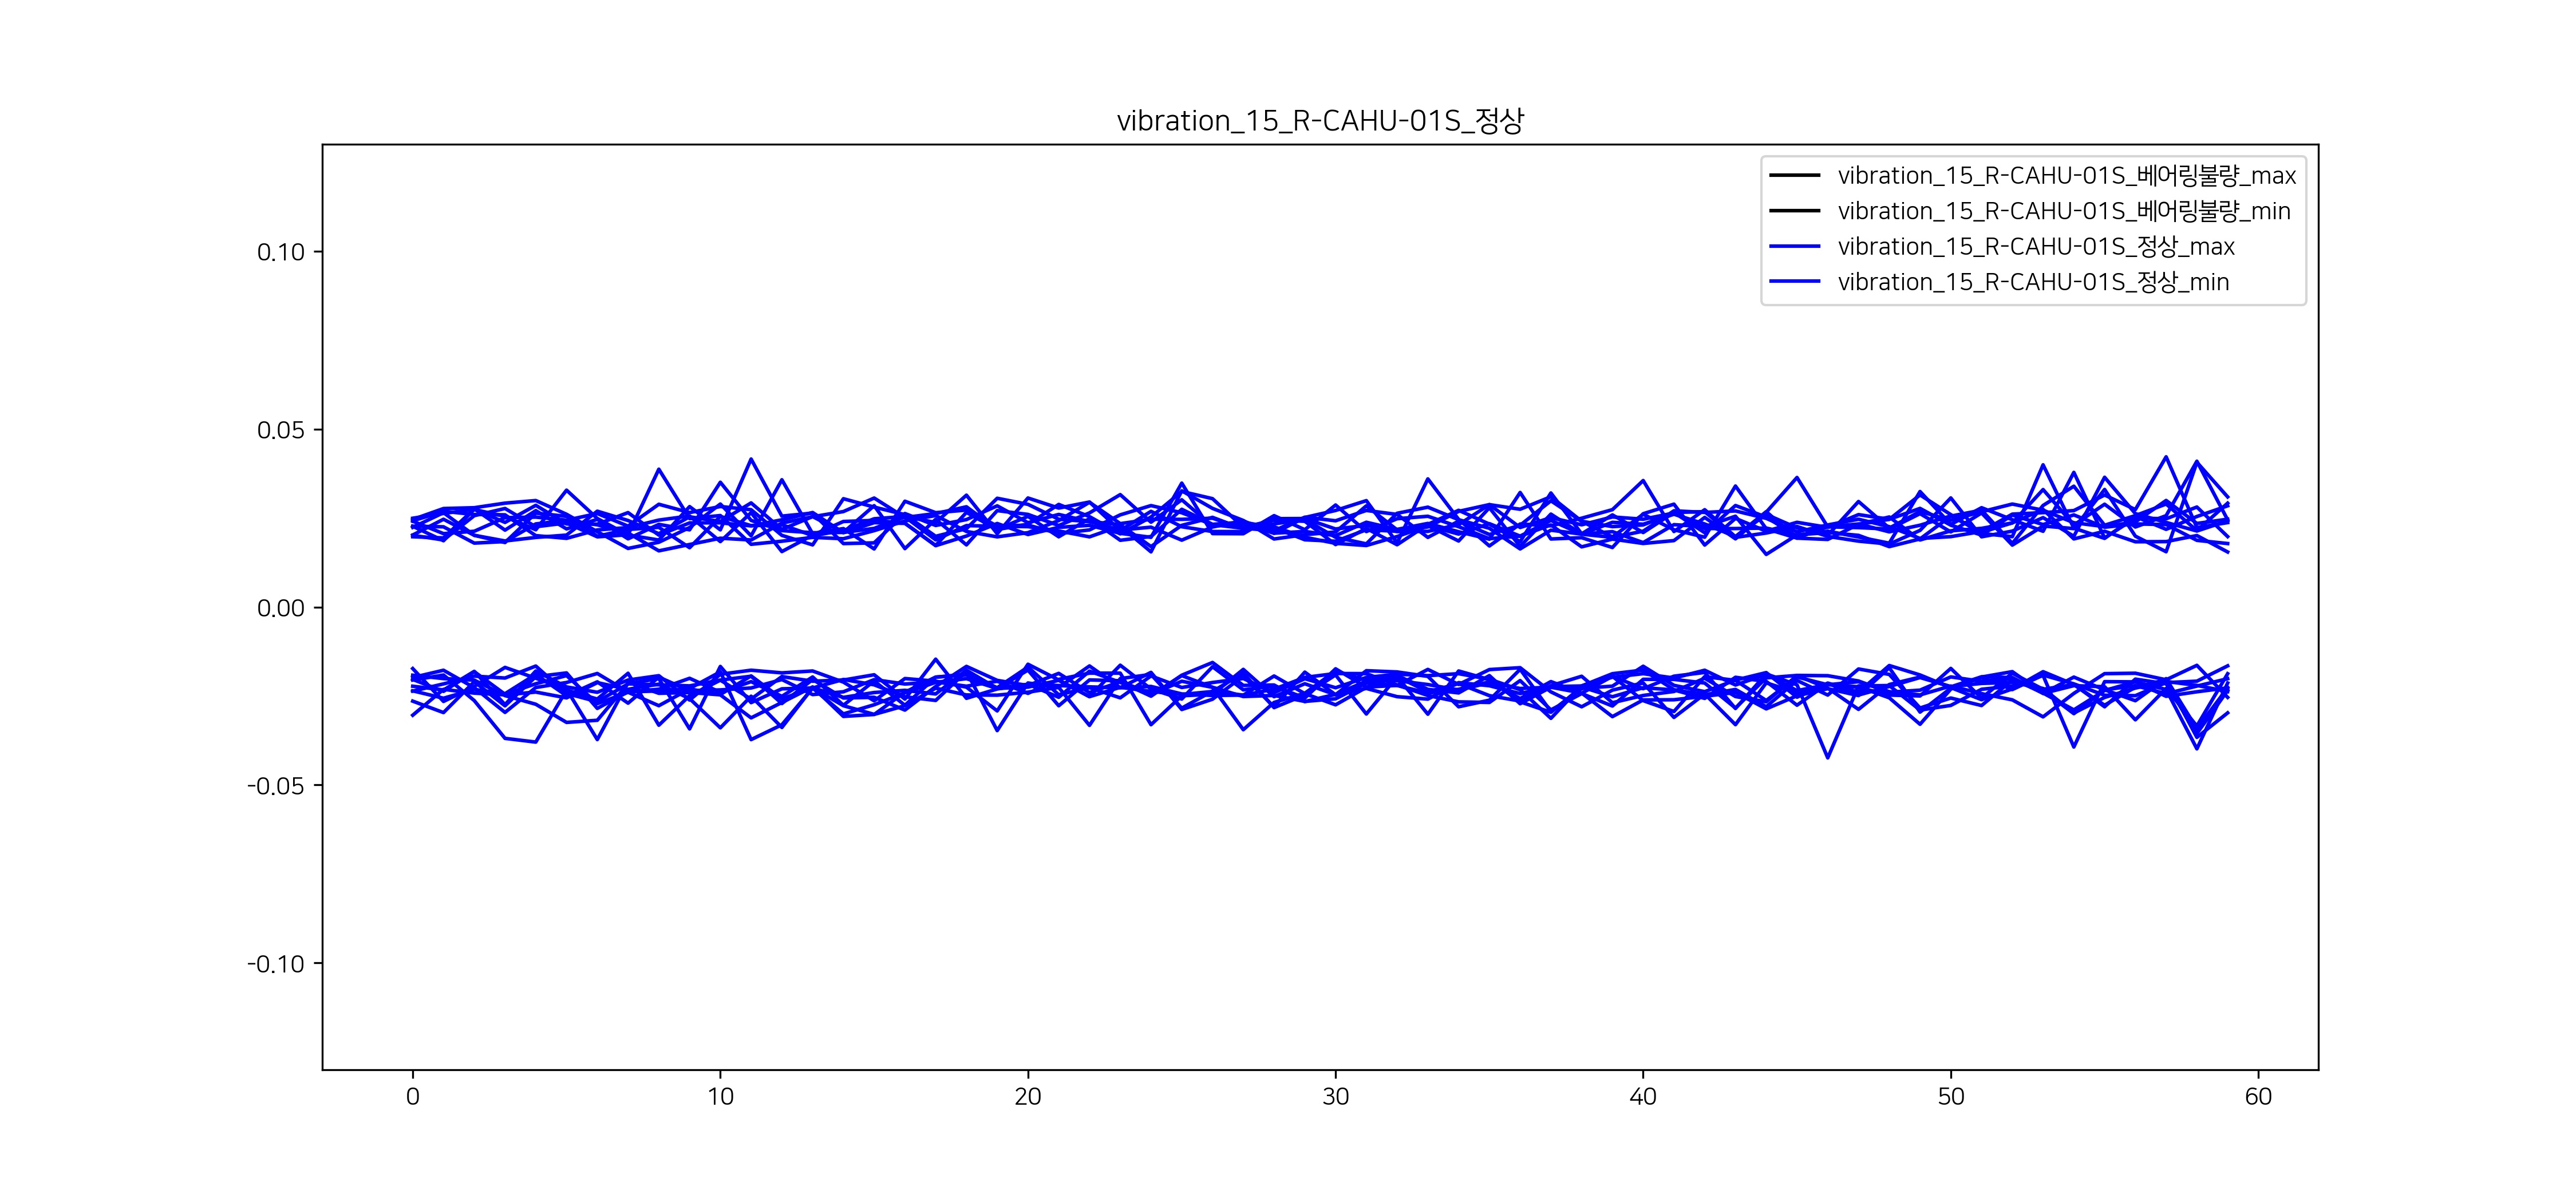 vibration_15_R-CAHU-01S_정상
vibration_15_R-CAHU-01S_베어링불량_max
vibration_15_R-CAHU-01S_베어링불량_min
vibration_15_R-CAHU-01S_정상_max
vibration_15_R-CAHU-01S_정상_min
0.10
0.05
0.00
-0.05
-0.10
0 10 20 30 40 50 60